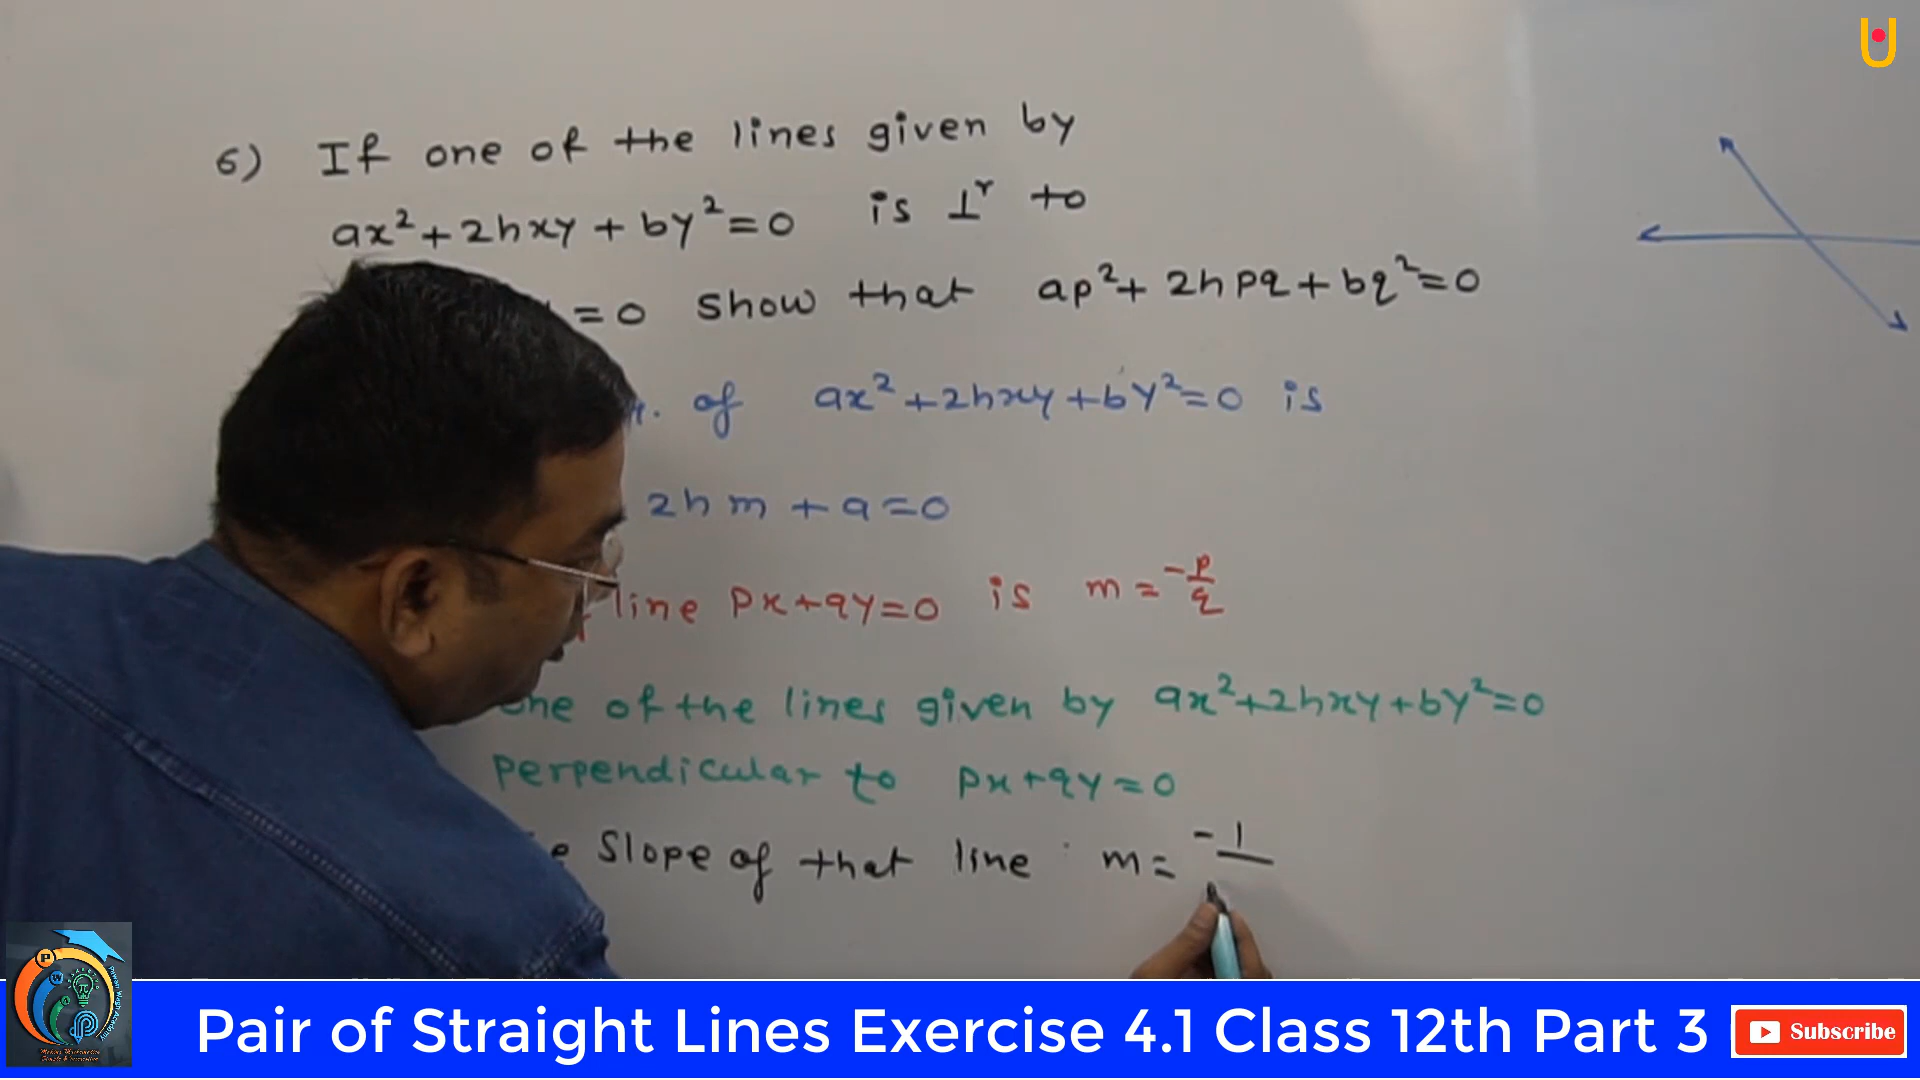 6) If one of the lines given by
ax²+2hxy + by²=0 is ⊥ʳ to
=0 show that ap²+ 2hpq+bq²=0
of ax²+2hxy+by²=0 is
2hm + a=0
line px+qy=0 is m=-p/q
one of the lines given by ax²+2hxy+by²=0
perpendicular to px+qy=0
slope of that line m= -1
Pair of Straight Lines Exercise 4.1 Class 12th Part 3
Subscribe